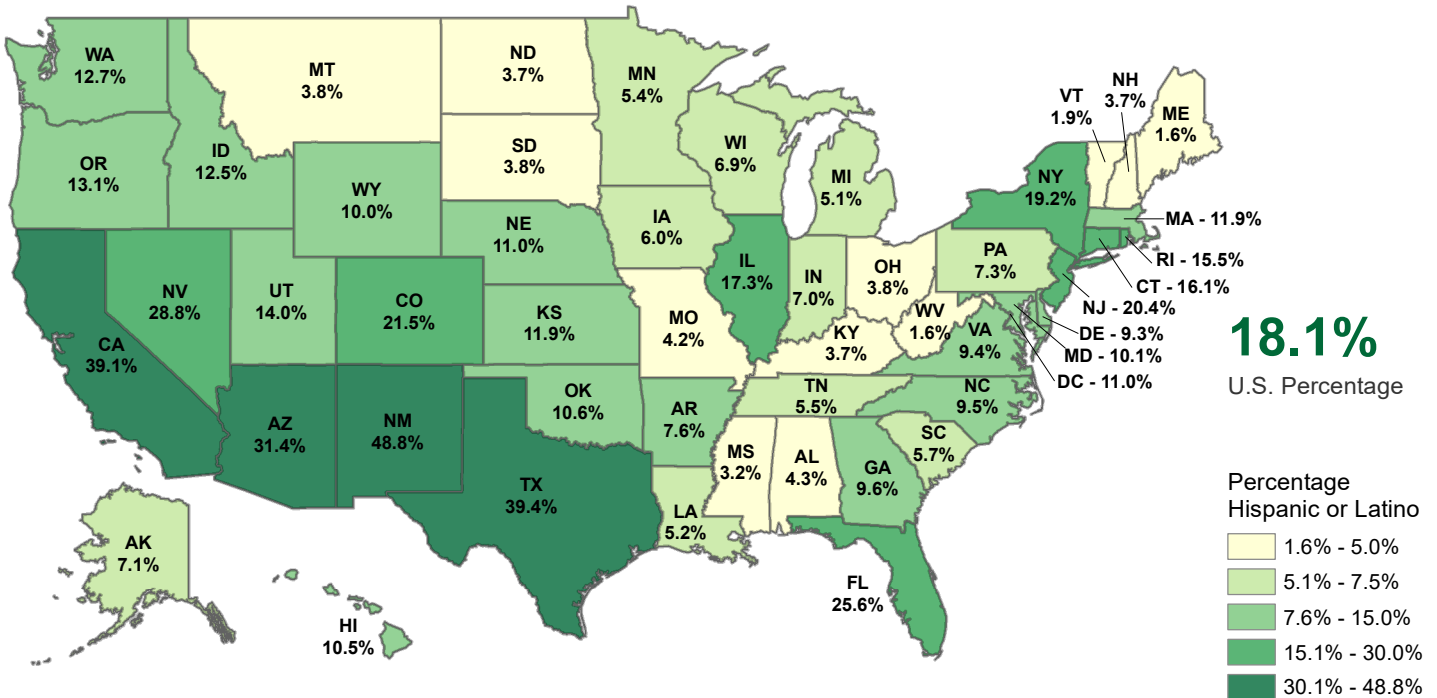 WA
12.7%
MT
3.8%
ND
3.7%
MN
5.4%
VT
1.9%
NH
3.7%
ME
1.6%
OR
13.1%
ID
12.5%
WY
10.0%
SD
3.8%
WI
6.9%
MI
5.1%
NY
19.2%
MA - 11.9%
RI - 15.5%
CT - 16.1%
NJ - 20.4%
DE - 9.3%
MD - 10.1%
DC - 11.0%
NE
11.0%
IA
6.0%
PA
7.3%
IL
17.3%
IN
7.0%
OH
3.8%
NV
28.8%
UT
14.0%
CO
21.5%
KS
11.9%
MO
4.2%
KY
3.7%
WV
1.6%
VA
9.4%
CA
39.1%
AZ
31.4%
NM
48.8%
OK
10.6%
AR
7.6%
TN
5.5%
NC
9.5%
SC
5.7%
TX
39.4%
LA
5.2%
MS
3.2%
AL
4.3%
GA
9.6%
FL
25.6%
AK
7.1%
HI
10.5%
18.1%
U.S. Percentage
Percentage
Hispanic or Latino
1.6% - 5.0%
5.1% - 7.5%
7.6% - 15.0%
15.1% - 30.0%
30.1% - 48.8%